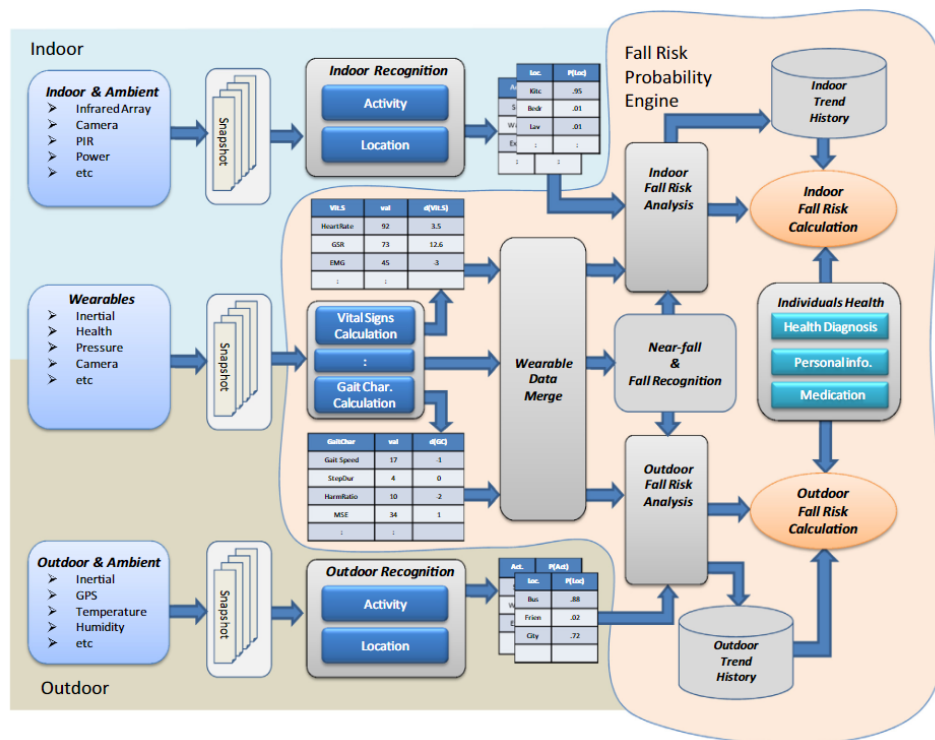 Indoor
Fall Risk
Probability
Engine
Indoor & Ambient
Infrared Array
Camera
PIR
Power
etc
Snapshot
Indoor Recognition
Activity
Location
Loc. P(Loc)
Kitc .95
Bedr .01
Lav .01
: :
: :
Indoor
Trend
History
Indoor
Fall Risk
Analysis
Indoor
Fall Risk
Calculation
Vit.S val d(Vit.S)
HeartRate 92 3.5
GSR 73 12.6
EMG 45 -3
: :
Wearables
Inertial
Health
Pressure
Camera
etc
Snapshot
Vital Signs
Calculation
:
Gait Char.
Calculation
Wearable
Data
Merge
Near-fall
&
Fall Recognition
Individuals Health
Health Diagnosis
Personal info.
Medication
GaitChar val d(GC)
Gait Speed 17 -1
StepDur 4 0
HarmRatio 10 -2
MSE 34 1
: : :
Outdoor
Fall Risk
Analysis
Outdoor
Fall Risk
Calculation
Outdoor & Ambient
Inertial
GPS
Temperature
Humidity
etc
Snapshot
Outdoor Recognition
Activity
Location
Act. P(Act)
Loc. P(Loc)
Bus .88
Frien .02
City .72
Outdoor
Trend
History
Outdoor